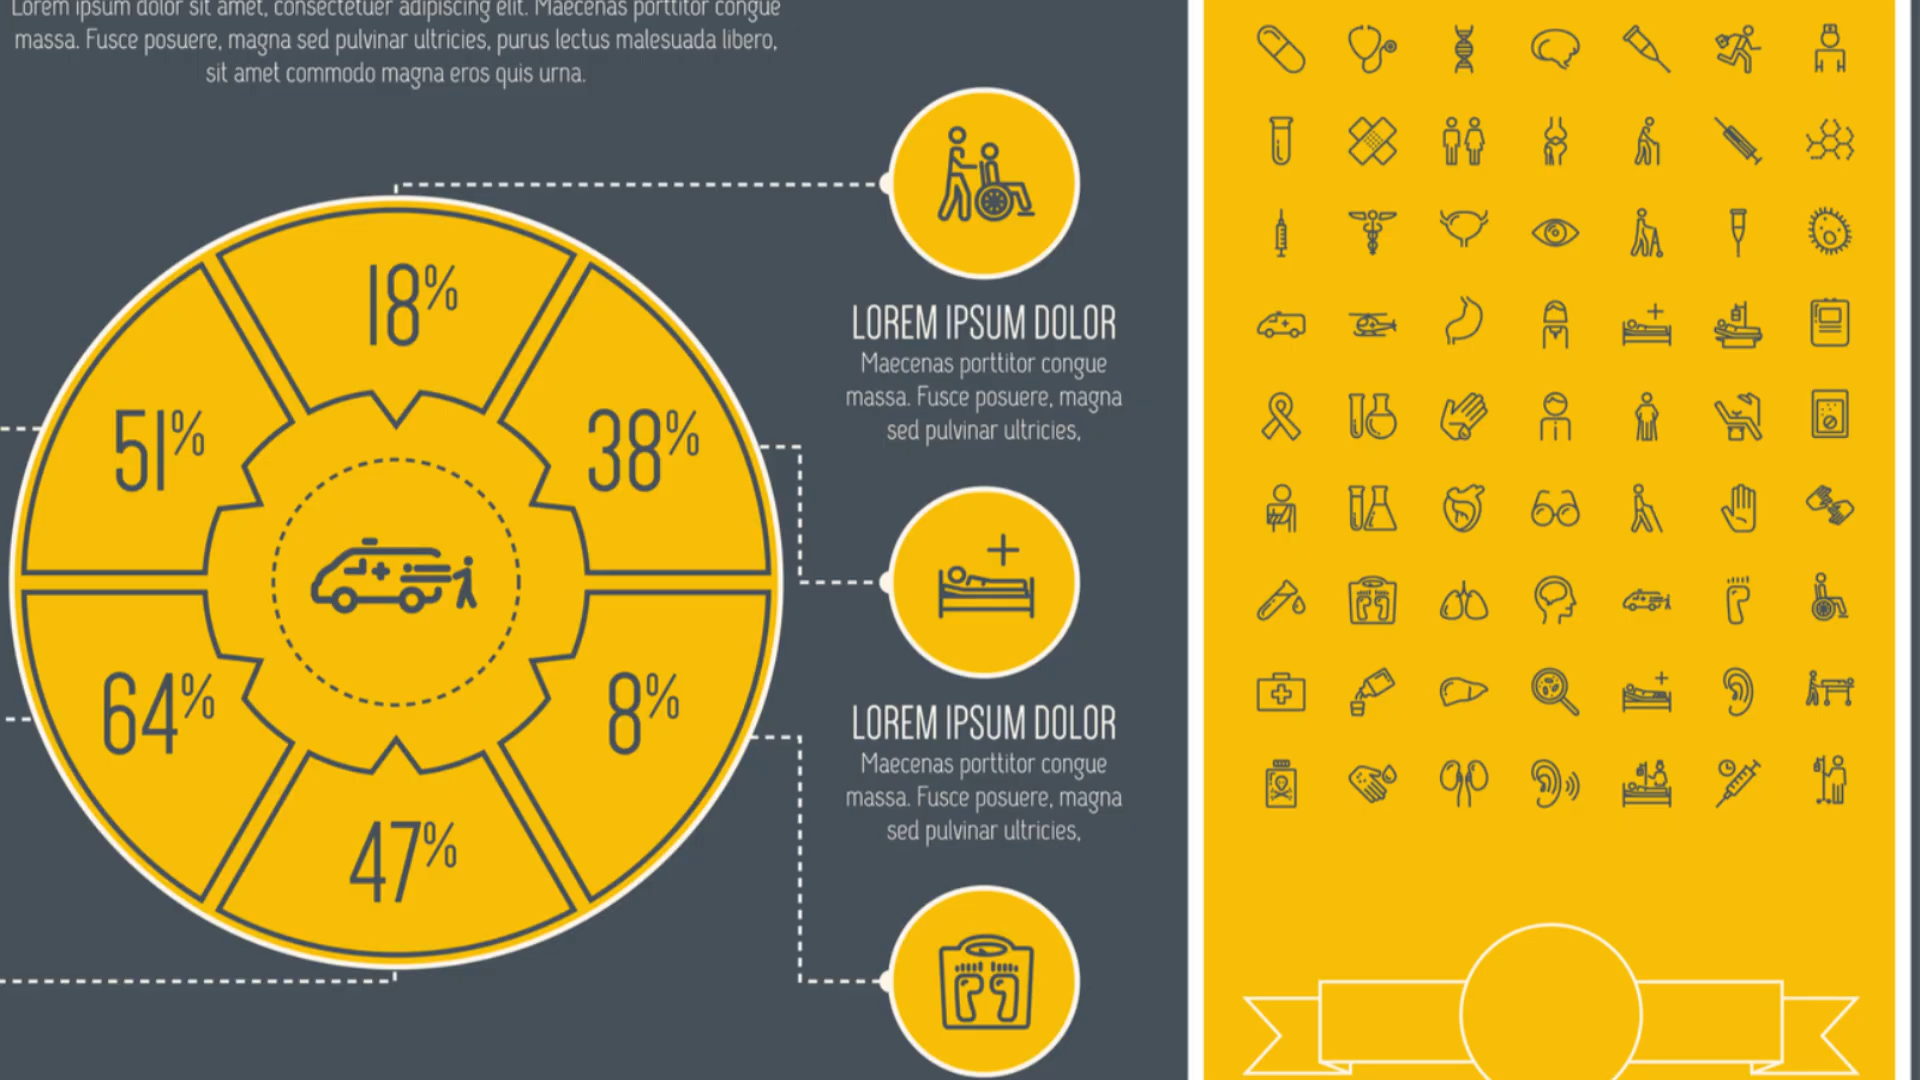 Lorem ipsum dolor sit amet, consectetuer adipiscing elit. Maecenas porttitor congue
massa. Fusce posuere, magna sed pulvinar ultricies, purus lectus malesuada libero,
sit amet commodo magna eros quis urna.
18%
51%
38%
64%
8%
47%
LOREM IPSUM DOLOR
Maecenas porttitor congue
massa. Fusce posuere, magna
sed pulvinar ultricies,
LOREM IPSUM DOLOR
Maecenas porttitor congue
massa. Fusce posuere, magna
sed pulvinar ultricies,